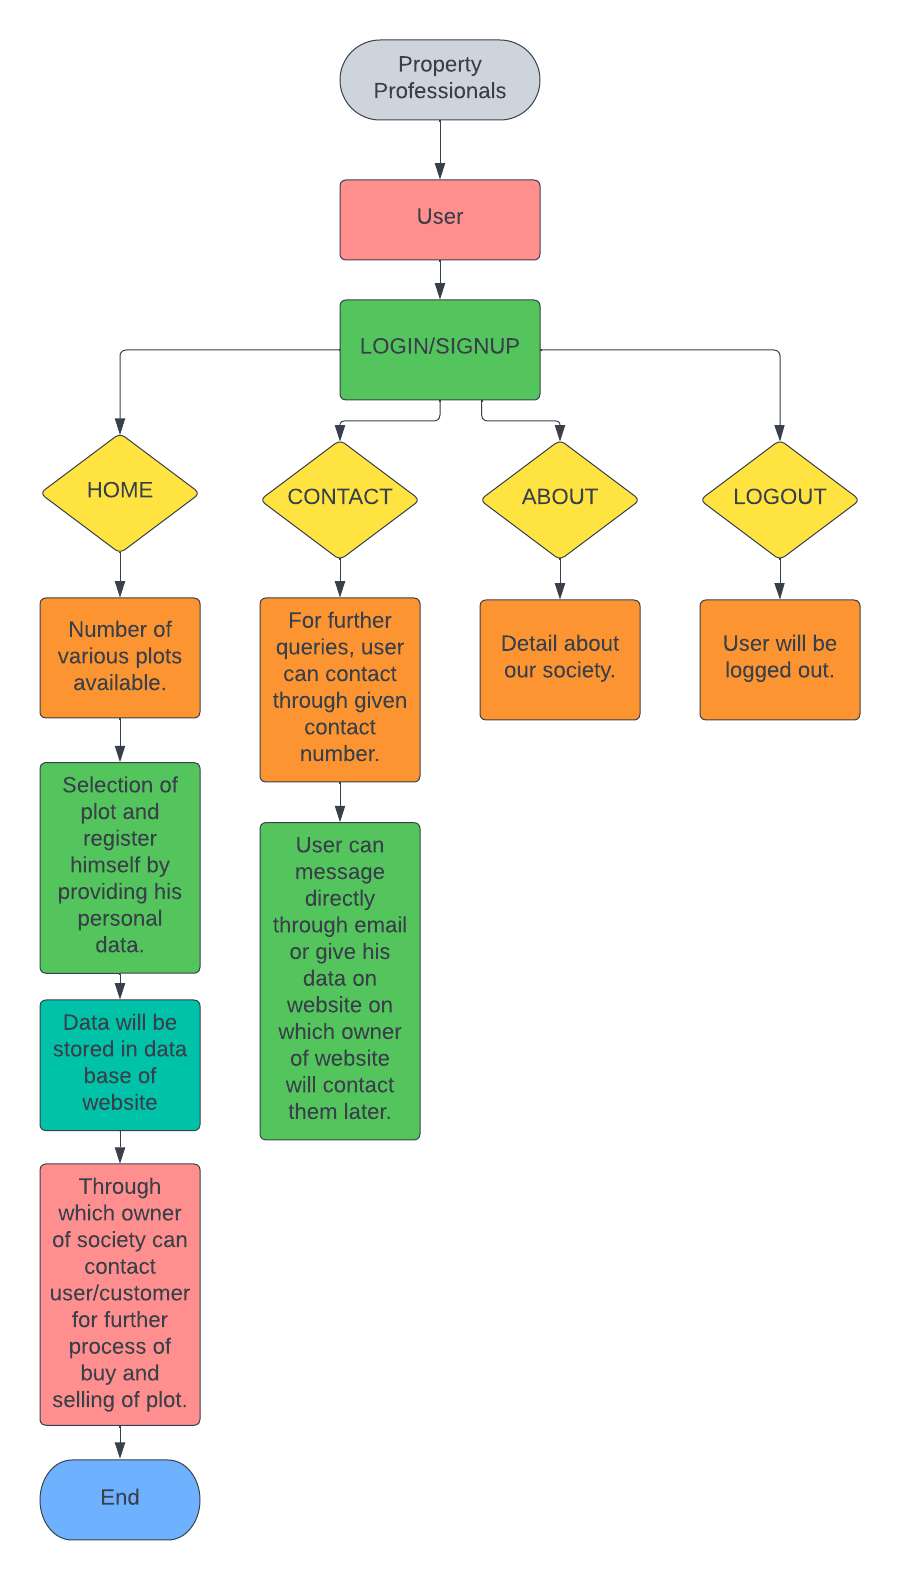 Property
Professionals
User
LOGIN/SIGNUP
HOME
CONTACT
ABOUT
LOGOUT
Number of
various plots
available.
For further
queries, user
can contact
through given
contact
number.
Detail about
our society.
User will be
logged out.
Selection of
plot and
register
himself by
providing his
personal
data.
User can
message
directly
through email
or give his
data on
website on
which owner
of website
will contact
them later.
Data will be
stored in data
base of
website
Through
which owner
of society can
contact
user/customer
for further
process of
buy and
selling of plot.
End